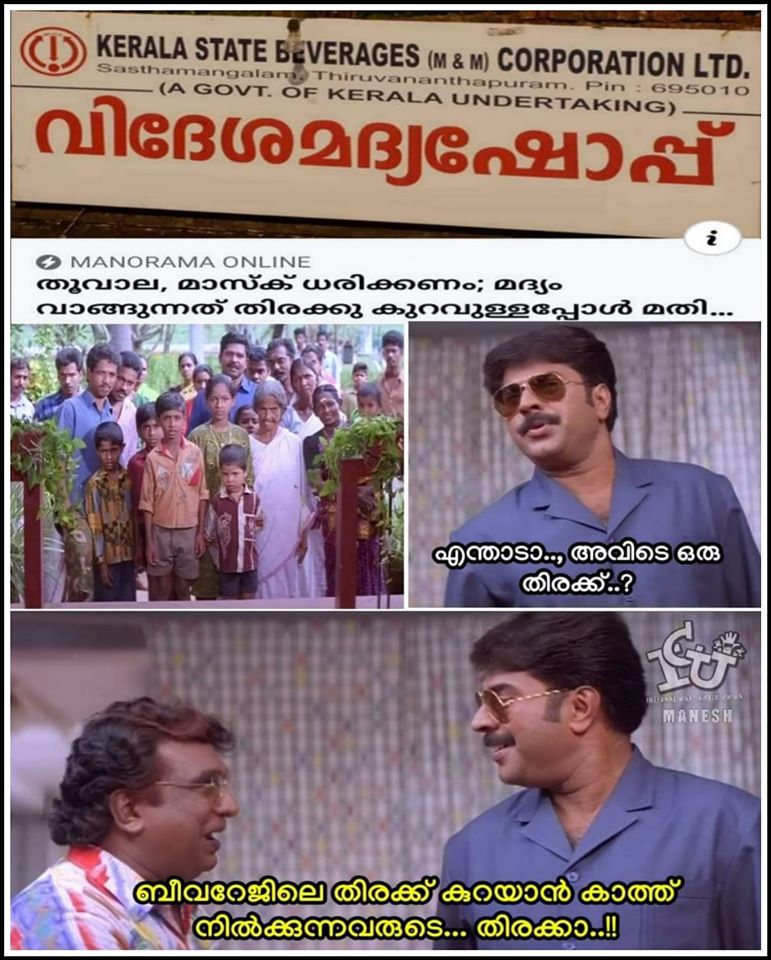 KERALA STATE BEVERAGES (M & M) CORPORATION LTD.
Sasthamangalam, Thiruvananthapuram. Pin : 695010
(A GOVT. OF KERALA UNDERTAKING)
വിദേശമദ്യഷോപ്പ്
i
MANORAMA ONLINE
തൂവാല, മാസ്ക് ധരിക്കണം; മദ്യം
വാങ്ങുന്നത് തിരക്കു കുറവുള്ളപ്പോൾ മതി...
എന്താടാ.., അവിടെ ഒരു
തിരക്ക്..?
ICU
MANESH
ബീവറേജിലെ തിരക്ക് കുറയാൻ കാത്ത്
നിൽക്കുന്നവരുടെ... തിരക്കാ..!!